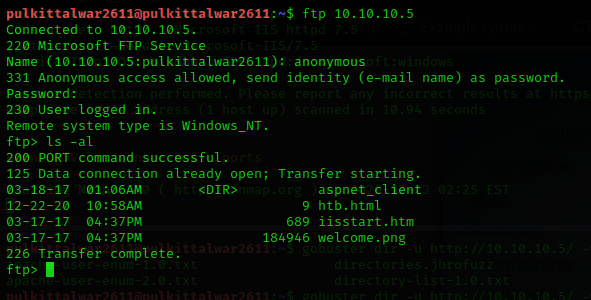 pulkittalwar2611@pulkittalwar2611:~$ ftp 10.10.10.5
Connected to 10.10.10.5.
220 Microsoft FTP Service
Name (10.10.10.5:pulkittalwar2611): anonymous
331 Anonymous access allowed, send identity (e-mail name) as password.
Password:
230 User logged in.
Remote system type is Windows_NT.
ftp> ls -al
200 PORT command successful.
125 Data connection already open; Transfer starting.
03-18-17  01:06AM       <DIR>          aspnet_client
12-22-20  10:58AM                    9 htb.html
03-17-17  04:37PM                  689 iisstart.htm
03-17-17  04:37PM               184946 welcome.png
226 Transfer complete.
ftp>